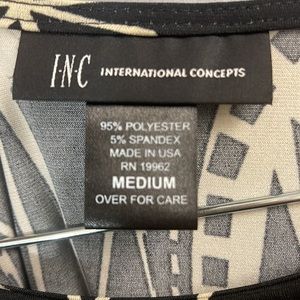 I·N·C INTERNATIONAL CONCEPTS
95% POLYESTER
5% SPANDEX
MADE IN USA
RN 19962
MEDIUM
OVER FOR CARE